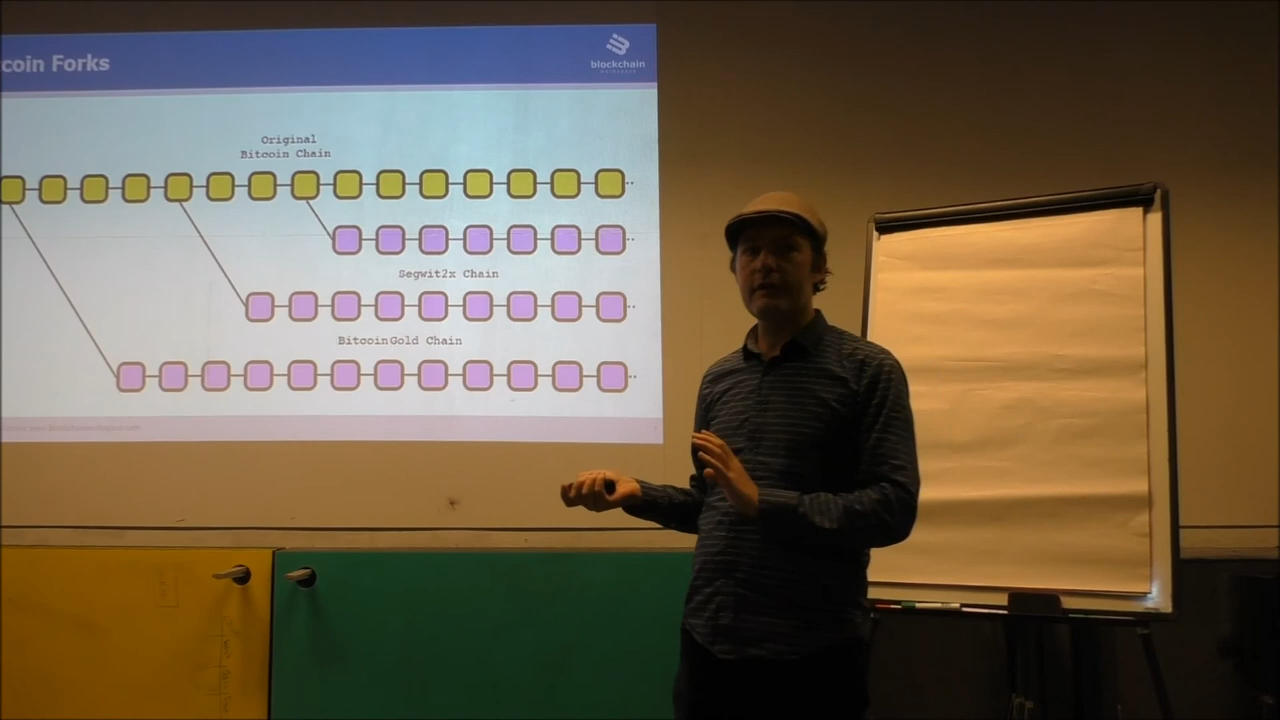 coin Forks
blockchain
Original
Bitcoin Chain
Segwit2x Chain
BitcoinGold Chain